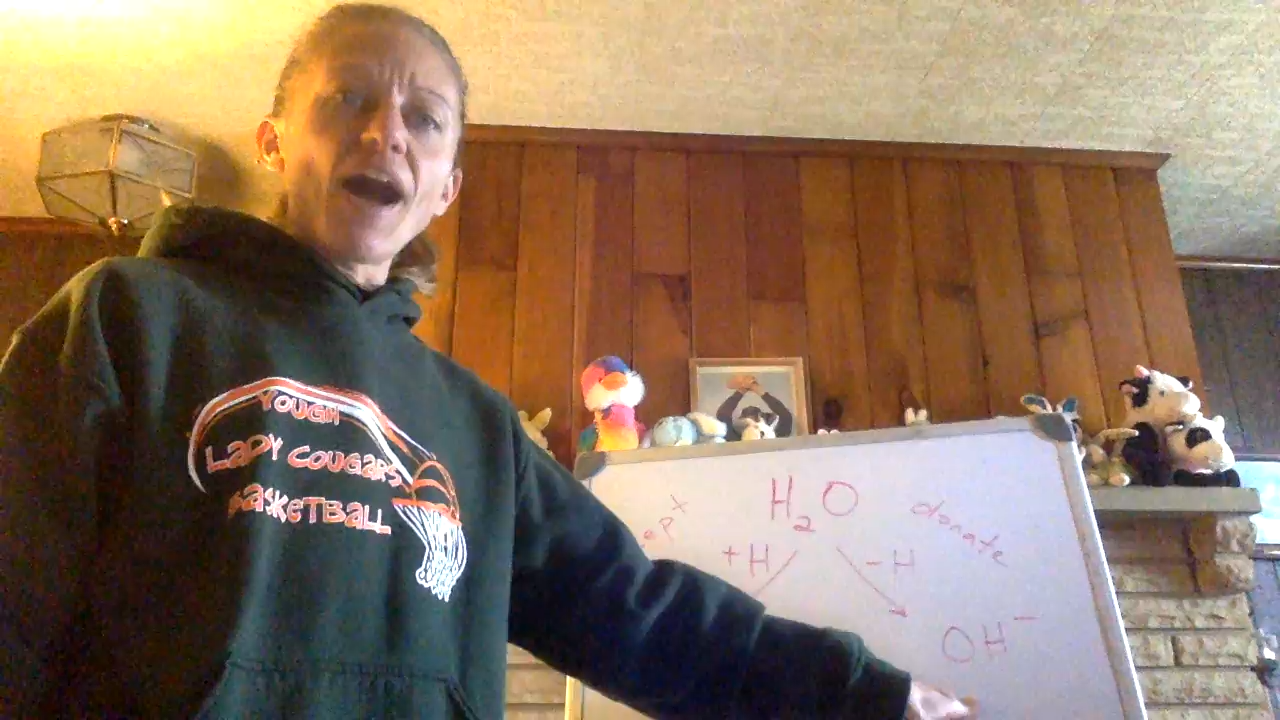 YOUGH
LADY COUGARS
BASKETBALL
H₂O
donate
+H
-H
OH⁻